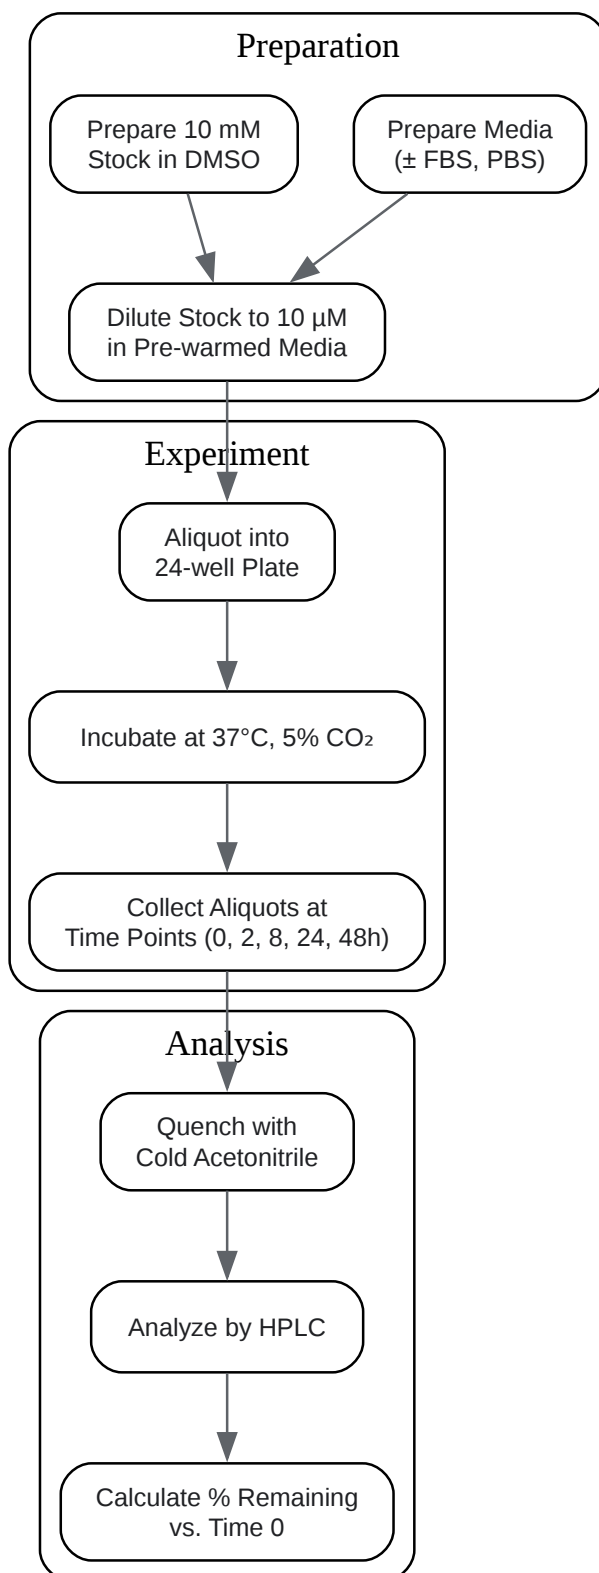 Preparation
Prepare 10 mM
Stock in DMSO
Prepare Media
(± FBS, PBS)
Dilute Stock to 10 µM
in Pre-warmed Media
Experiment
Aliquot into
24-well Plate
Incubate at 37°C, 5% CO₂
Collect Aliquots at
Time Points (0, 2, 8, 24, 48h)
Analysis
Quench with
Cold Acetonitrile
Analyze by HPLC
Calculate % Remaining
vs. Time 0